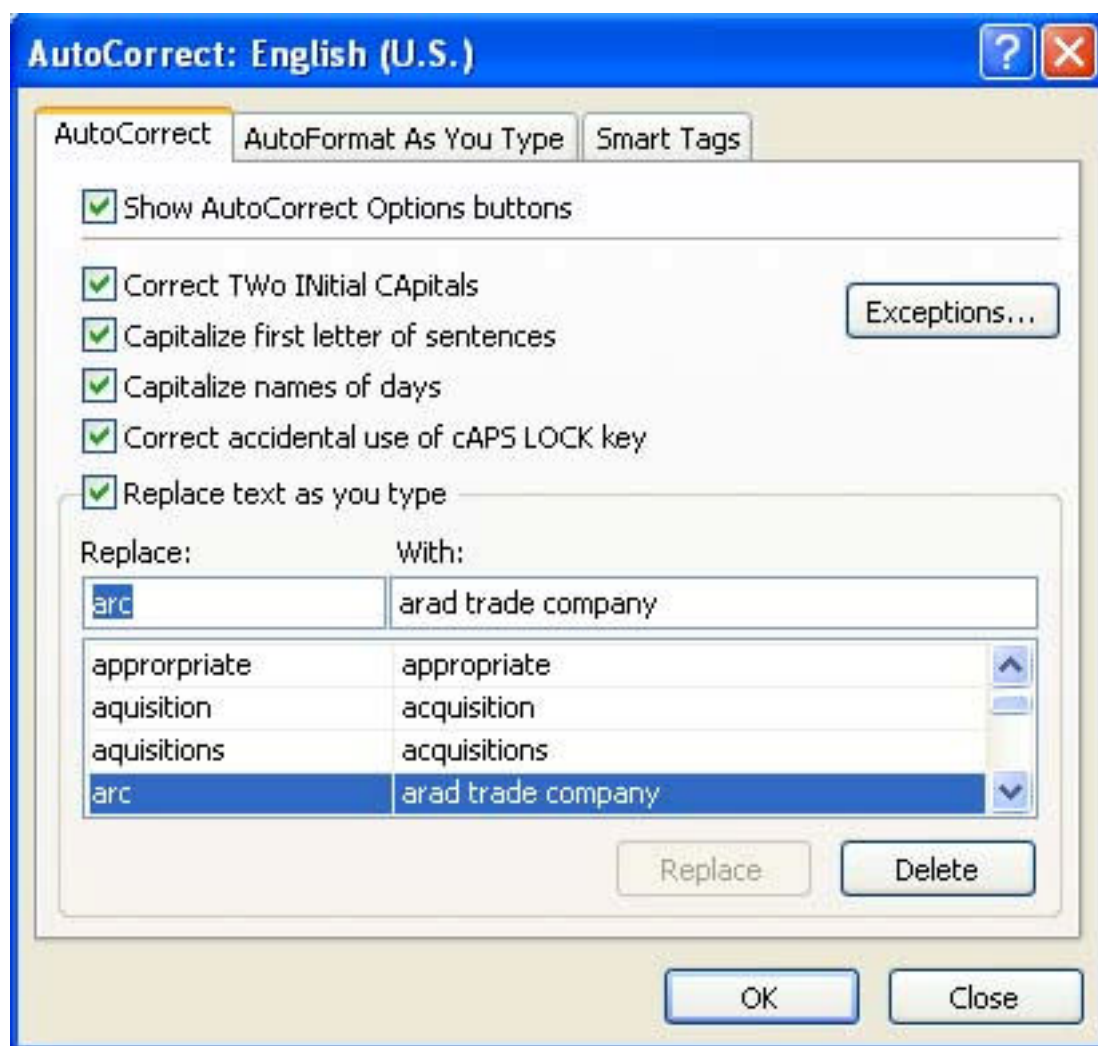 AutoCorrect: English (U.S.)
AutoCorrect AutoFormat As You Type Smart Tags
Show AutoCorrect Options buttons
Correct TWo INitial CApitals
Exceptions...
Capitalize first letter of sentences
Capitalize names of days
Correct accidental use of cAPS LOCK key
Replace text as you type
Replace: With:
arc arad trade company
approrpriate appropriate
aquisition acquisition
aquisitions acquisitions
arc arad trade company
Replace Delete
OK Close